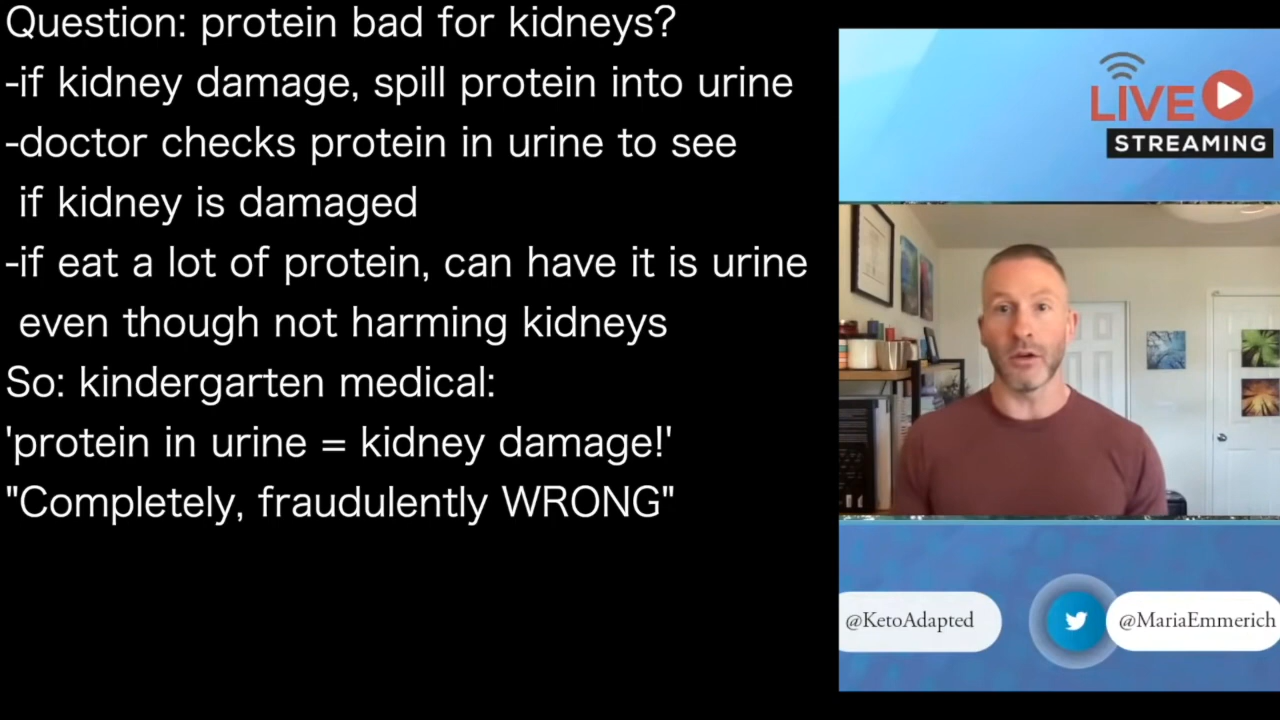 Question: protein bad for kidneys?
-if kidney damage, spill protein into urine
-doctor checks protein in urine to see
if kidney is damaged
-if eat a lot of protein, can have it is urine
even though not harming kidneys
So: kindergarten medical:
'protein in urine = kidney damage!'
"Completely, fraudulently WRONG"
LIVE
STREAMING
@KetoAdapted
@MariaEmmerich